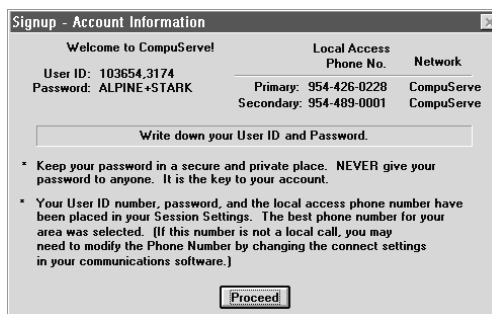 Signup - Account Information
Welcome to CompuServe!
Local Access
Phone No. Network
User ID: 103654,3174
Password: ALPINE+STARK
Primary: 954-426-0228 CompuServe
Secondary: 954-489-0001 CompuServe
Write down your User ID and Password.
* Keep your password in a secure and private place. NEVER give your
password to anyone. It is the key to your account.
* Your User ID number, password, and the local access phone number have
been placed in your Session Settings. The best phone number for your
area was selected. (If this number is not a local call, you may
need to modify the Phone Number by changing the connect settings
in your communications software.)
Proceed